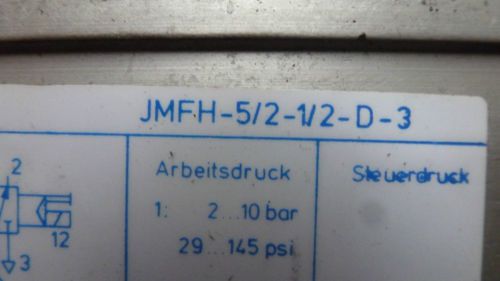 JMFH-5/2-1/2-D-3
2
Arbeitsdruck
Steuerdruck
1: 2...10 bar
12
29...145 psi
3